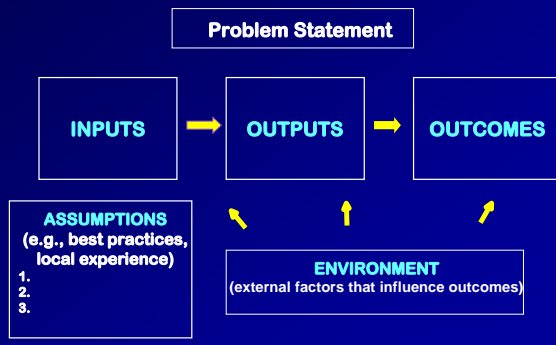 Problem Statement
INPUTS
OUTPUTS
OUTCOMES
ASSUMPTIONS
(e.g., best practices,
local experience)
1.
2.
3.
ENVIRONMENT
(external factors that influence outcomes)